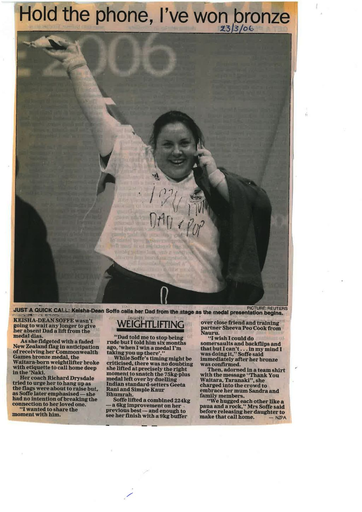 Hold the phone, I've won bronze
23/3/06
2006
PICTURE: REUTERS
JUST A QUICK CALL: Keisha-Dean Soffe calls her Dad from the stage as the medal presentation begins.
KEISHA-DEAN SOFFE wasn't
going to wait any longer to give
her absent Dad a lift from the
medal dias.
As she fidgeted with a faded
New Zealand flag in anticipation
of receiving her Commonwealth
Games bronze medal, the
Waitara-born weightlifter broke
with etiquette to call home deep
in the 'Naki.
Her coach Richard Drysdale
tried to urge her to hang up as
the flags were about to raise but,
as Soffe later emphasised — she
had no intention of breaking the
connection to her loved one.
"I wanted to share the
moment with him.
WEIGHTLIFTING
"Dad told me to stop being
rude but I told him six months
ago, 'when I win a medal I'm
taking you up there'."
While Soffe's timing might be
criticised, there was no doubting
she lifted at precisely the right
moment to snatch the 75kg-plus
medal left over by duelling
Indian standard-setters Geeta
Rani and Simple Kaur
Bhumrah.
Soffe lifted a combined 224kg
— a 6kg improvement on her
previous best — and enough to
see her finish with a 9kg buffer
over close friend and training
partner Sheeva Peo Cook from
Nauru.
"I wish I could do
somersaults and backflips and
that but I can't . . . in my mind I
was doing it," Soffe said
immediately after her bronze
was confirmed.
Then, adorned in a team shirt
with the message "Thank You
Waitara, Taranaki", she
charged into the crowd to
embrace her mum Sandra and
family members.
"We hugged each other like a
pana and a rock," Mrs Soffe said
before releasing her daughter to
make that call home. — NZPA